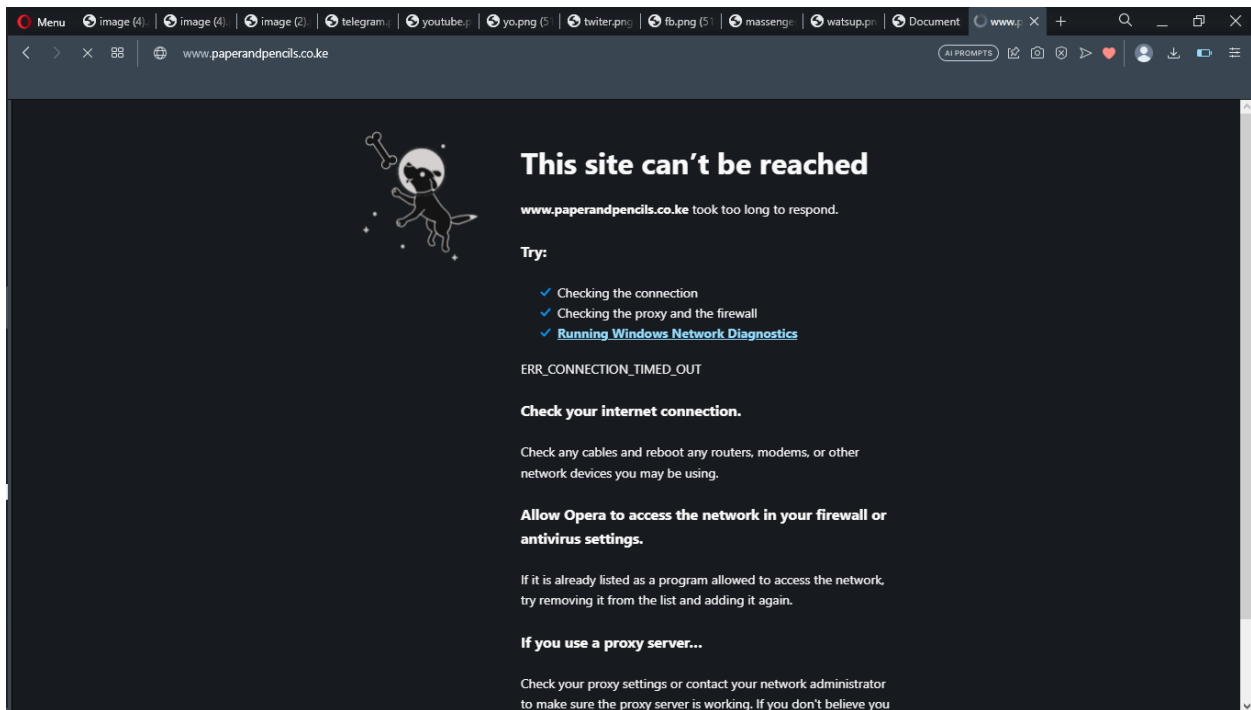 Menu image (4). image (4). image (2). telegram.p youtube.p yo.png (51 twiter.png fb.png (51 massenge watsup.pn Document www.p
www.paperandpencils.co.ke AI PROMPTS
This site can’t be reached
www.paperandpencils.co.ke took too long to respond.
Try:
Checking the connection
Checking the proxy and the firewall
Running Windows Network Diagnostics
ERR_CONNECTION_TIMED_OUT
Check your internet connection.
Check any cables and reboot any routers, modems, or other
network devices you may be using.
Allow Opera to access the network in your firewall or
antivirus settings.
If it is already listed as a program allowed to access the network,
try removing it from the list and adding it again.
If you use a proxy server...
Check your proxy settings or contact your network administrator
to make sure the proxy server is working. If you don't believe you